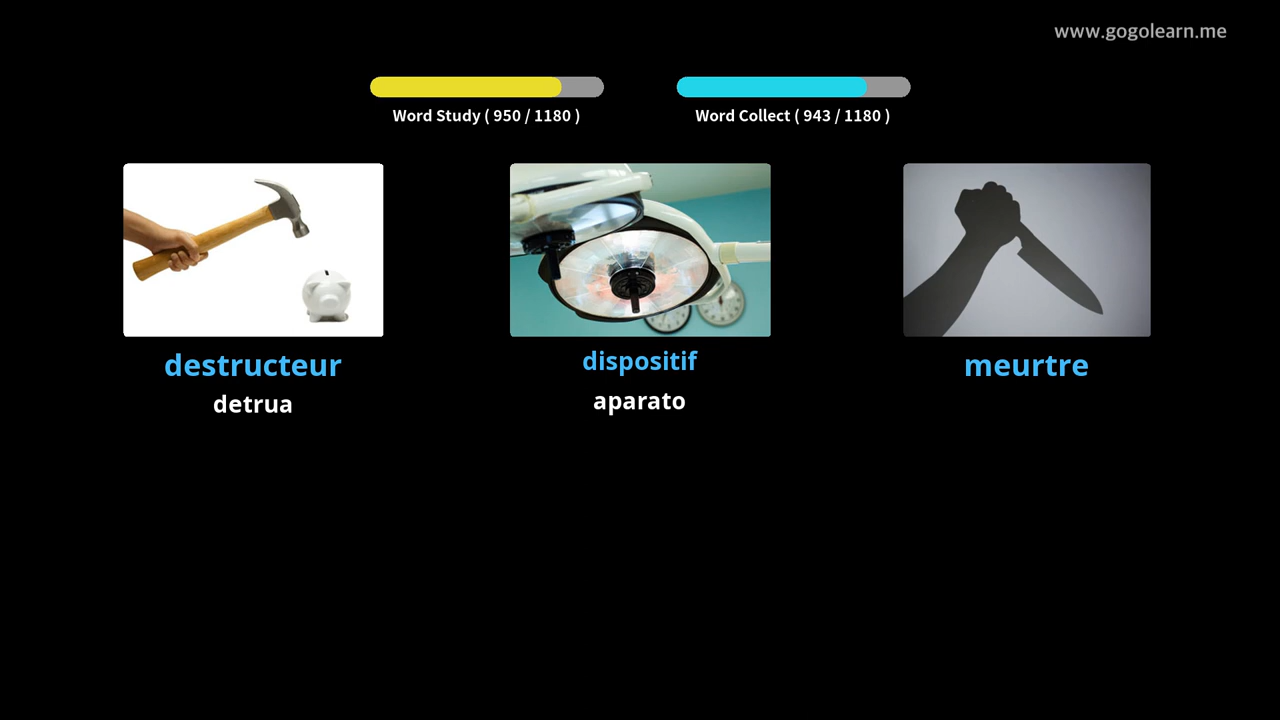 www.gogolearn.me
Word Study ( 950 / 1180 )
Word Collect ( 943 / 1180 )
destructeur
detrua
dispositif
aparato
meurtre